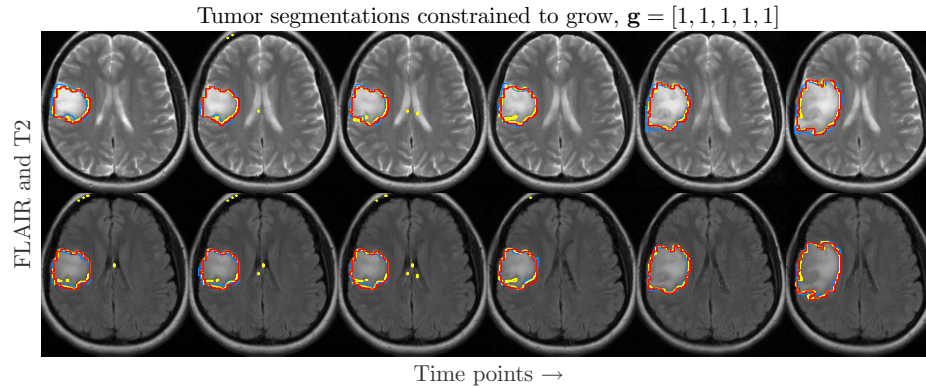 Tumor segmentations constrained to grow, g = [1, 1, 1, 1, 1]
FLAIR and T2
Time points →